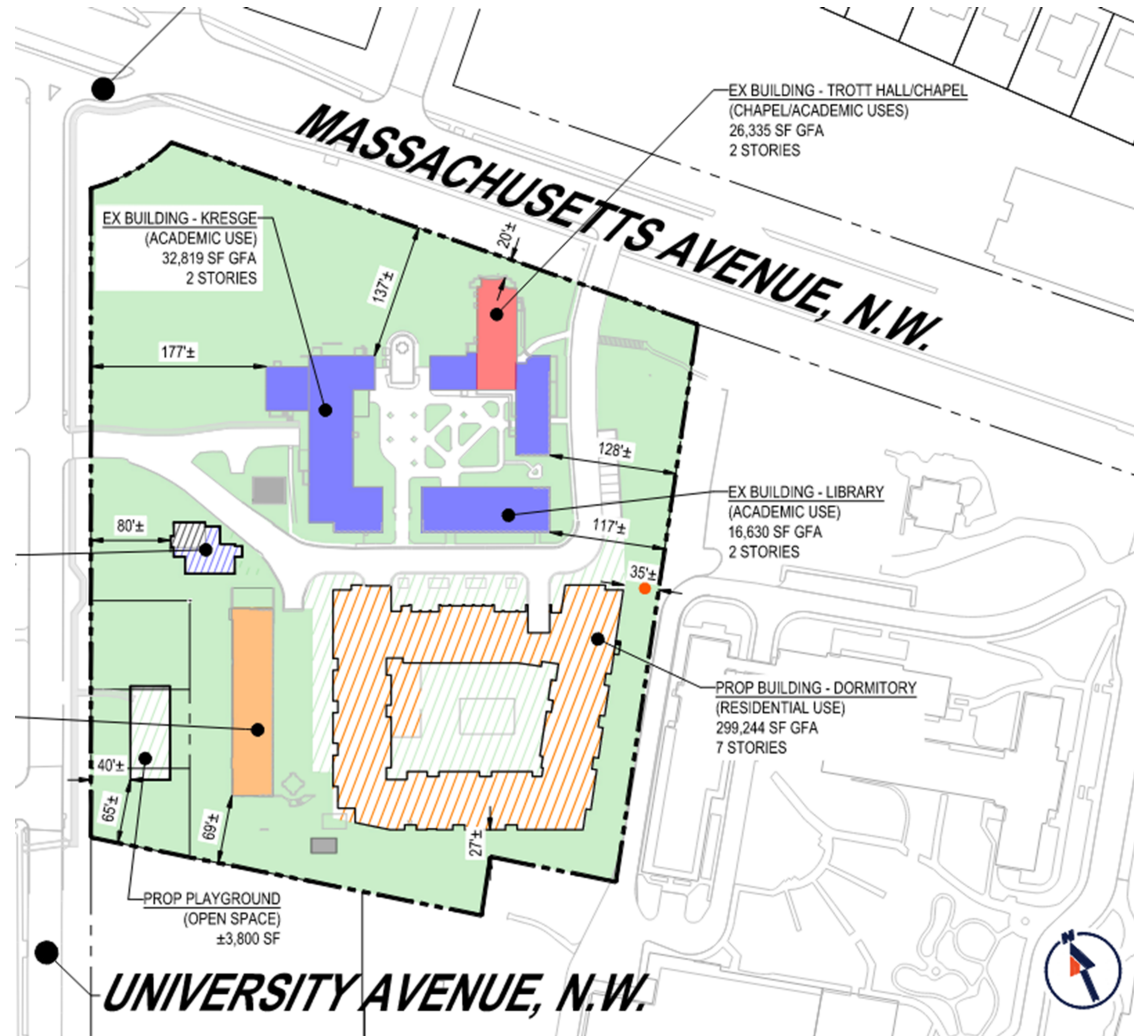 EX BUILDING - TROTT HALL/CHAPEL
(CHAPEL/ACADEMIC USES)
26,335 SF GFA
2 STORIES
MASSACHUSETTS AVENUE, N.W.
EX BUILDING - KRESGE
(ACADEMIC USE)
32,819 SF GFA
2 STORIES
20'±
137'±
177'±
128'±
EX BUILDING - LIBRARY
(ACADEMIC USE)
16,630 SF GFA
2 STORIES
117'±
80'±
35'±
PROP BUILDING - DORMITORY
(RESIDENTIAL USE)
299,244 SF GFA
7 STORIES
40'±
65'±
69'±
27'±
PROP PLAYGROUND
(OPEN SPACE)
±3,800 SF
N
UNIVERSITY AVENUE, N.W.